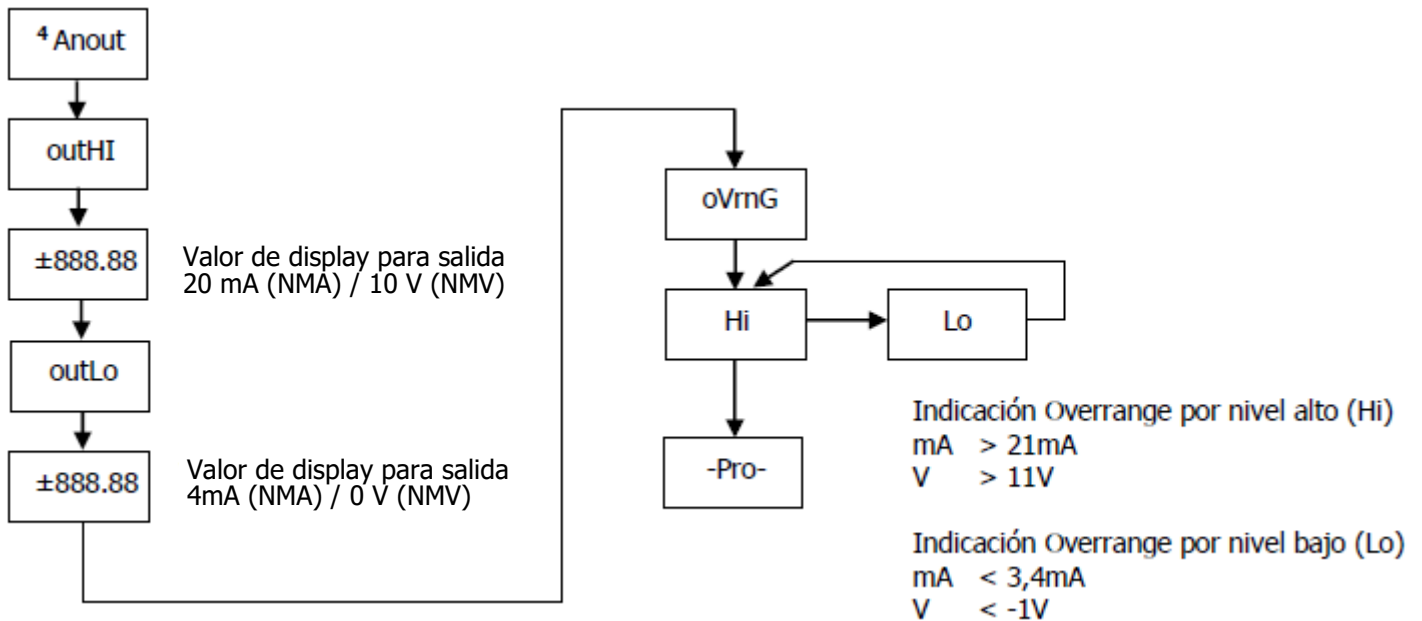 4 Anout
outHI
±888.88
Valor de display para salida
20 mA (NMA) / 10 V (NMV)
outLo
±888.88
Valor de display para salida
4mA (NMA) / 0 V (NMV)
oVrnG
Hi
Lo
-Pro-
Indicación Overrange por nivel alto (Hi)
mA > 21mA
V > 11V
Indicación Overrange por nivel bajo (Lo)
mA < 3,4mA
V < -1V